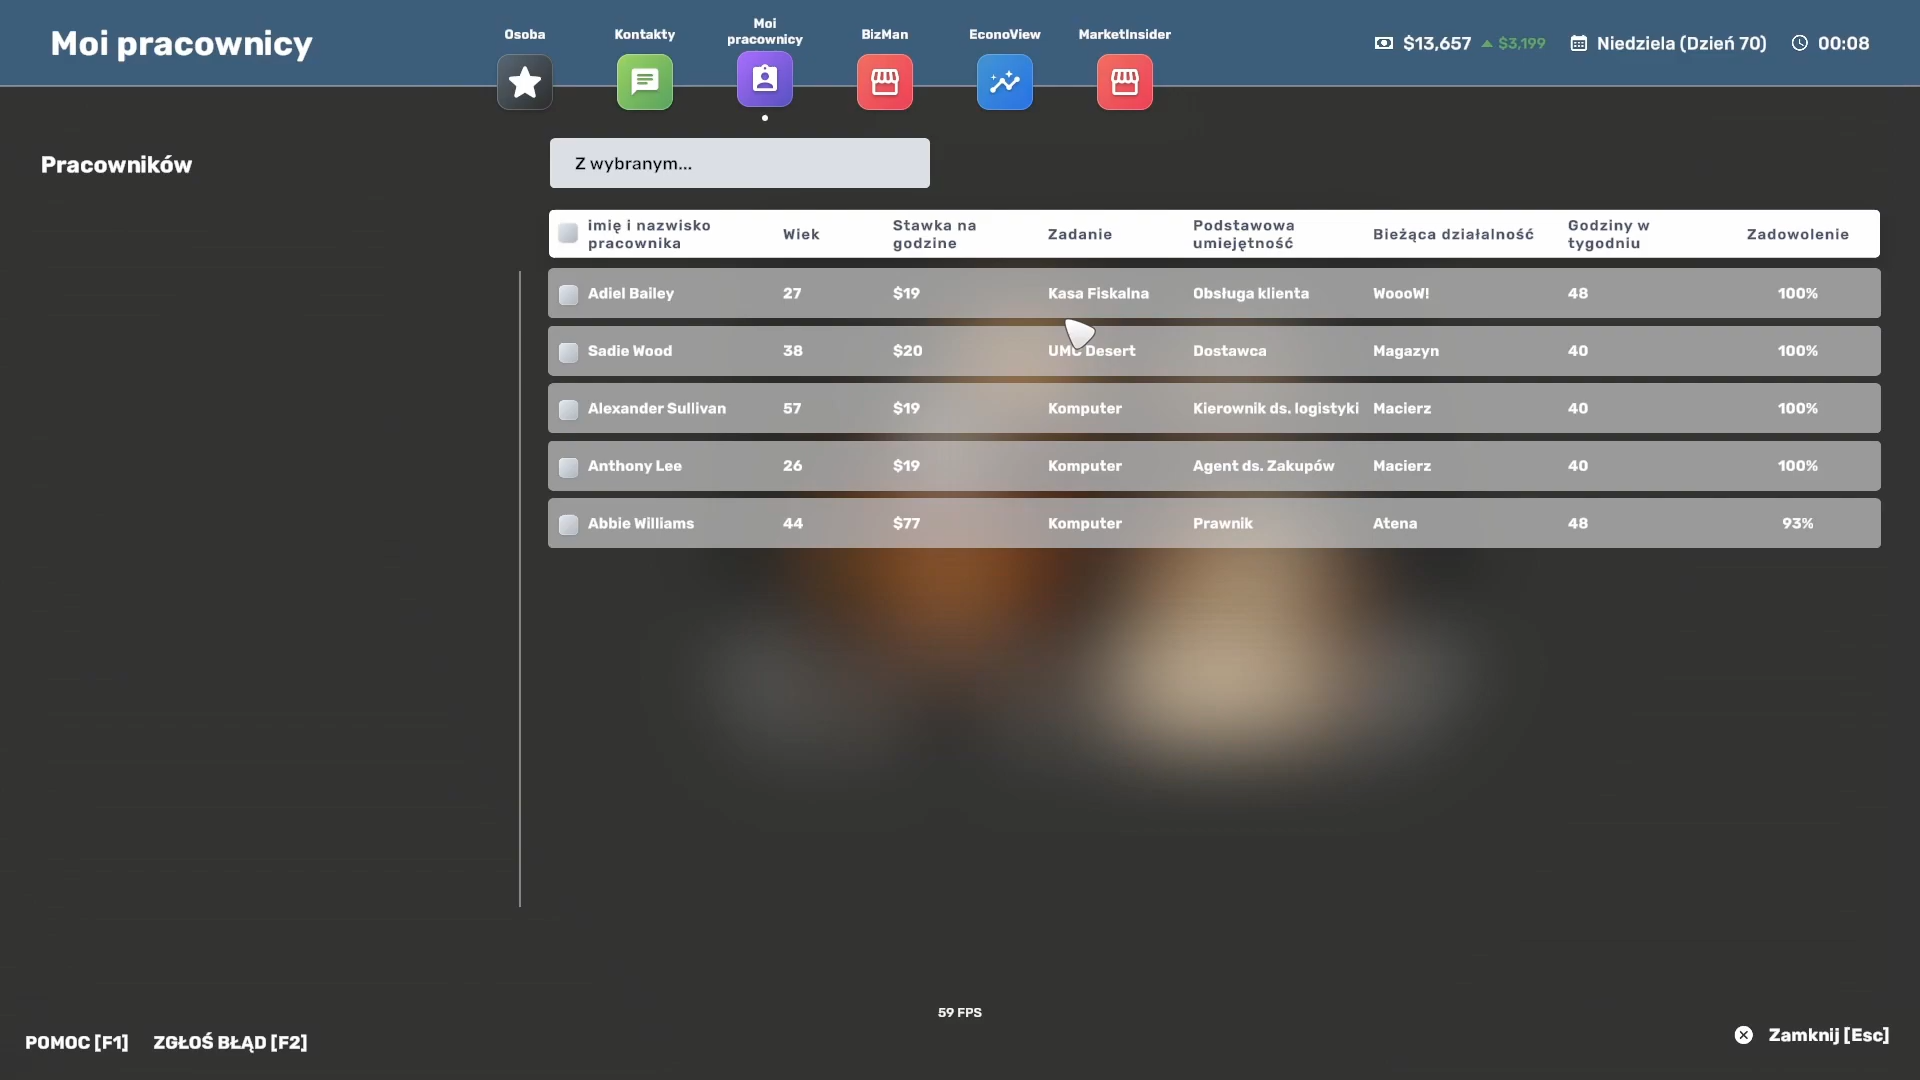 Moi pracownicy
Osoba
Kontakty
Moi
pracownicy
BizMan
EconoView
MarketInsider
$13,657 $3,199 Niedziela (Dzień 70) 00:08
Pracowników
Z wybranym...
imię i nazwisko
pracownika
Wiek
Stawka na
godzine
Zadanie
Podstawowa
umiejętność
Bieżąca działalność
Godziny w
tygodniu
Zadowolenie
Adiel Bailey 27 $19 Kasa Fiskalna Obsługa klienta WoooW! 48 100%
Sadie Wood 38 $20 UMC Desert Dostawca Magazyn 40 100%
Alexander Sullivan 57 $19 Komputer Kierownik ds. logistyki Macierz 40 100%
Anthony Lee 26 $19 Komputer Agent ds. Zakupów Macierz 40 100%
Abbie Williams 44 $77 Komputer Prawnik Atena 48 93%
59 FPS
POMOC [F1] ZGŁOŚ BŁĄD [F2]
Zamknij [Esc]